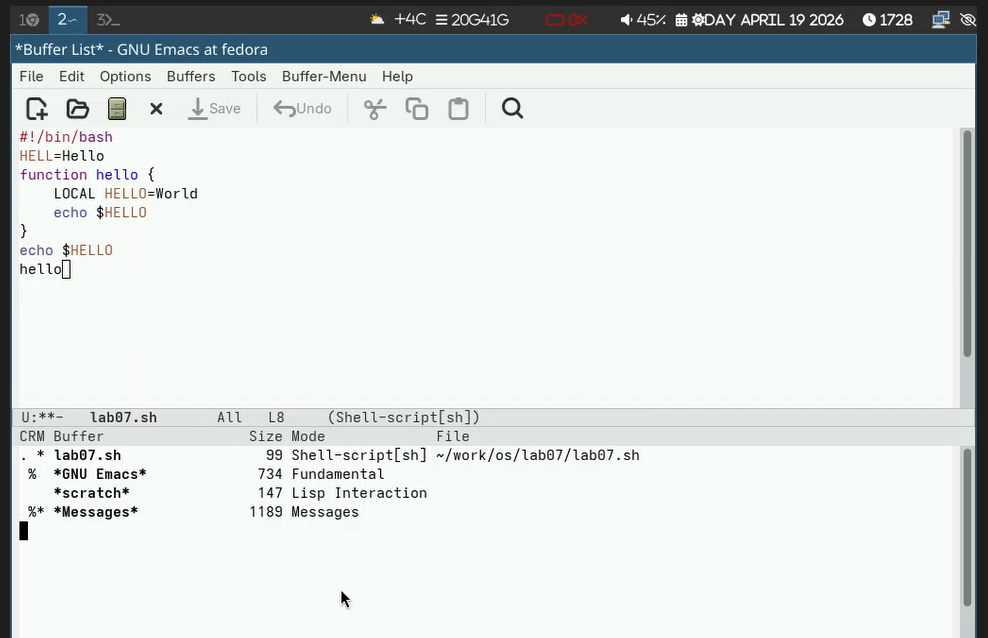 1 2 3 +4C 20G41G 0% 45% DAY APRIL 19 2026 1728
*Buffer List* - GNU Emacs at fedora
File Edit Options Buffers Tools Buffer-Menu Help
Save Undo
#!/bin/bash
HELL=Hello
function hello {
    LOCAL HELLO=World
    echo $HELLO
}
echo $HELLO
hello
U:**- lab07.sh All L8 (Shell-script[sh])
CRM Buffer Size Mode File
. * lab07.sh 99 Shell-script[sh] ~/work/os/lab07/lab07.sh
% *GNU Emacs* 734 Fundamental
*scratch* 147 Lisp Interaction
%* *Messages* 1189 Messages